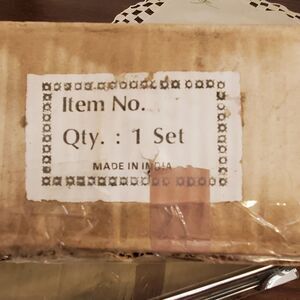 Item No.
Qty. : 1 Set
MADE IN INDIA